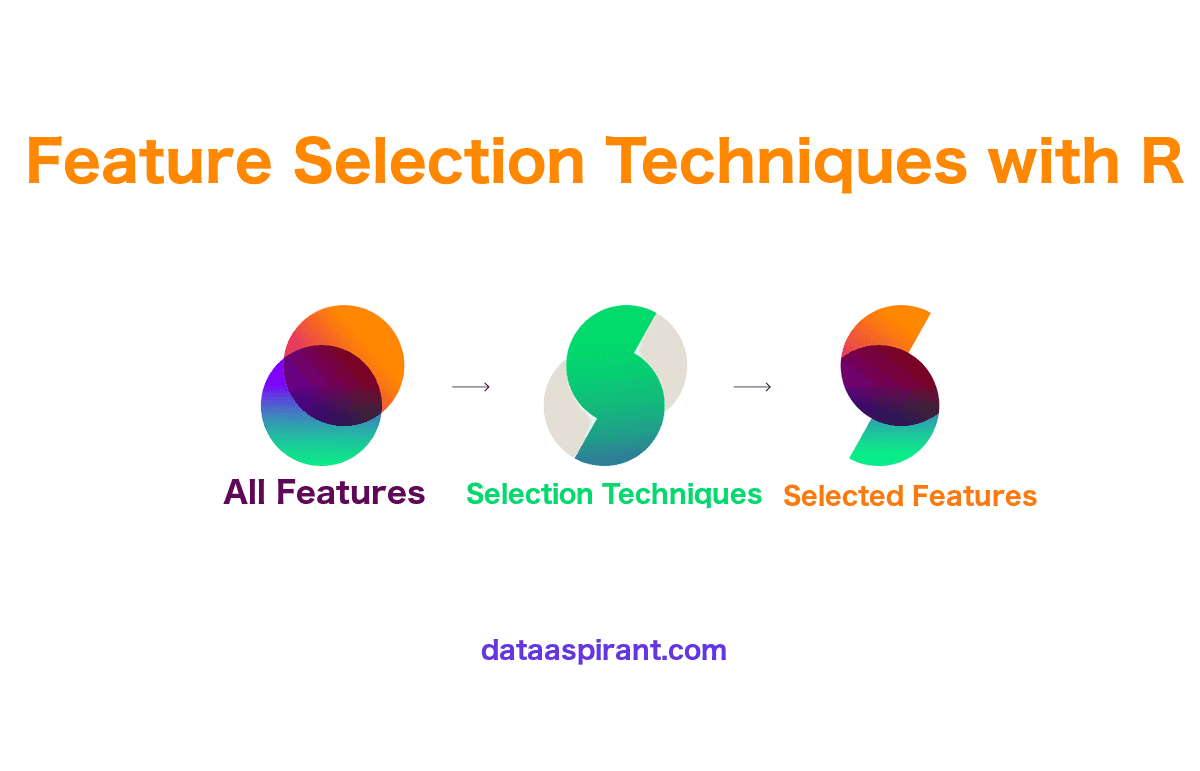 Feature Selection Techniques with R
All Features
Selection Techniques
Selected Features
dataaspirant.com